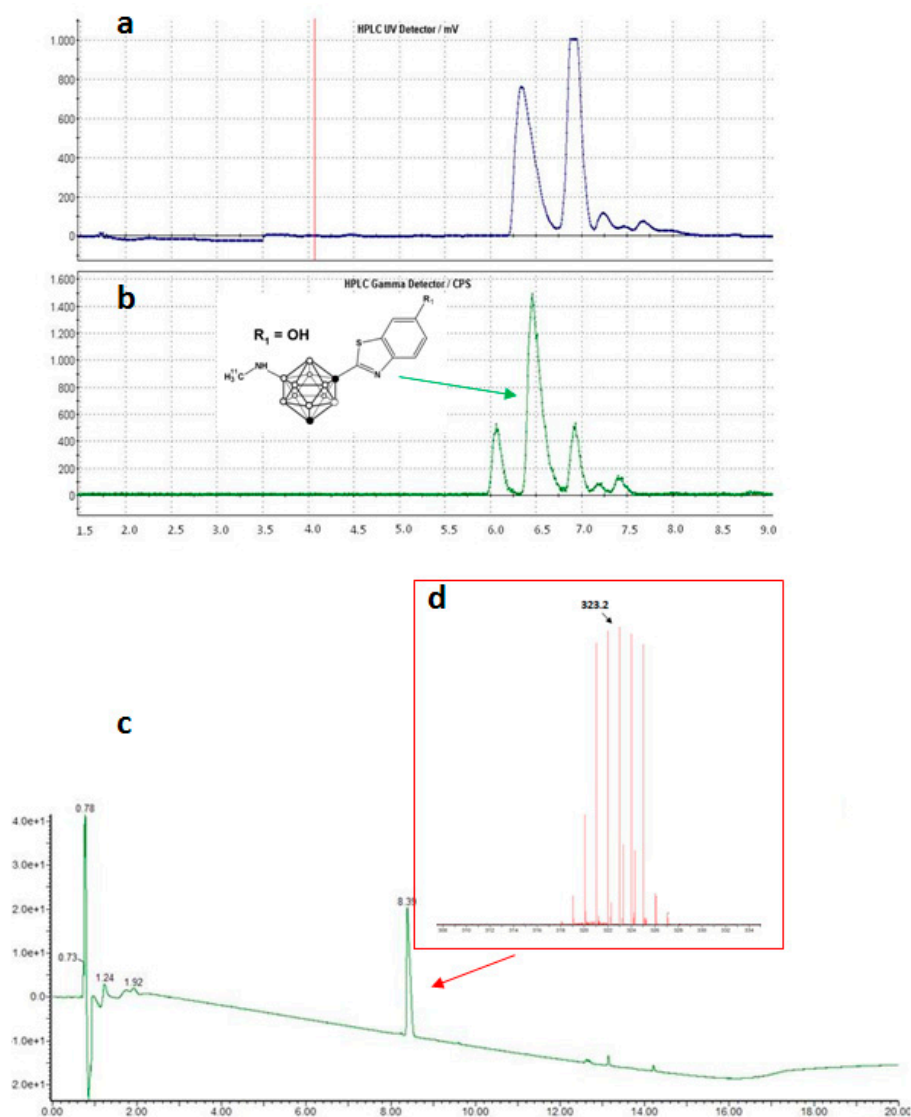 a
HPLC UV Detector / mV
1.000
800
600
400
200
0
b
HPLC Gamma Detector / CPS
1.600
1.400
1.200
1.000
800
600
400
200
0
R1
R1 = OH
S
N
NH
H3 11C
1.5 2.0 2.5 3.0 3.5 4.0 4.5 5.0 5.5 6.0 6.5 7.0 7.5 8.0 8.5 9.0
d
323.2
c
0.78
4.0e+1
3.0e+1
2.0e+1
8.39
0.73
1.0e+1
1.24
1.92
0.0
1.0e+1
2.0e+1
0.00 2.00 4.00 6.00 8.00 10.00 12.00 14.00 16.00 18.00 20.00